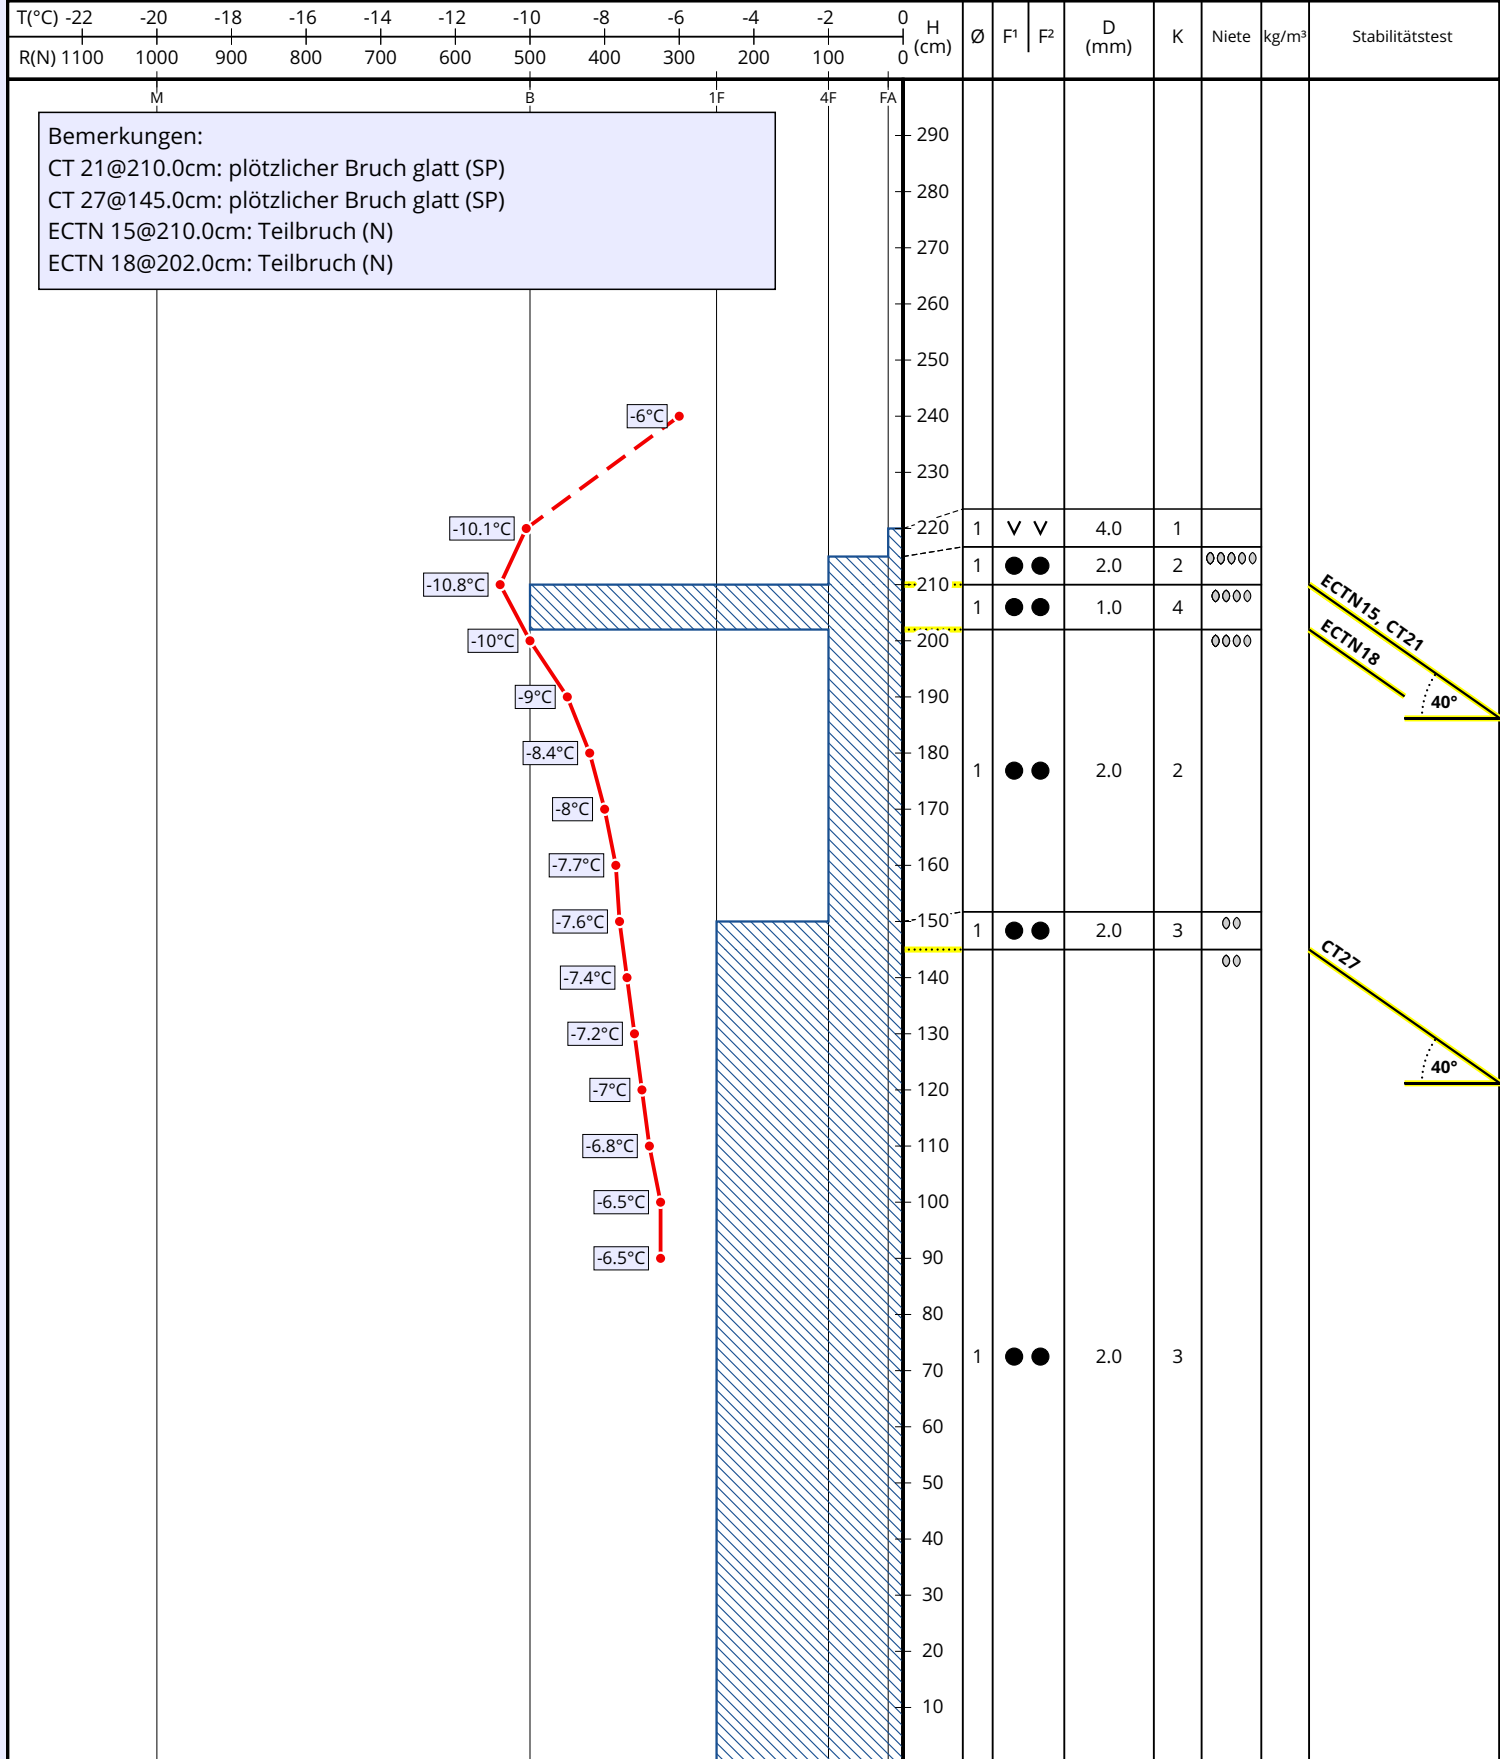 T(°C) -22 -20 -18 -16 -14 -12 -10 -8 -6 -4 -2 0
R(N) 1100 1000 900 800 700 600 500 400 300 200 100 0
H (cm) Ø F¹ F² D (mm) K Niete kg/m³ Stabilitätstest
M B 1F 4F FA
Bemerkungen:
CT 21@210.0cm: plötzlicher Bruch glatt (SP)
CT 27@145.0cm: plötzlicher Bruch glatt (SP)
ECTN 15@210.0cm: Teilbruch (N)
ECTN 18@202.0cm: Teilbruch (N)
290
280
270
260
250
-6°C 240
230
-10.1°C 220 1 4.0 1
1 2.0 2
-10.8°C 210 ECTN15, CT21
1 1.0 4
-10°C 200 ECTN18
-9°C 190 40°
-8.4°C 180
1 2.0 2
-8°C 170
-7.7°C 160
-7.6°C 150 1 2.0 3
CT27
-7.4°C 140
-7.2°C 130
-7°C 120 40°
-6.8°C 110
-6.5°C 100
-6.5°C 90
80
1 2.0 3
70
60
50
40
30
20
10